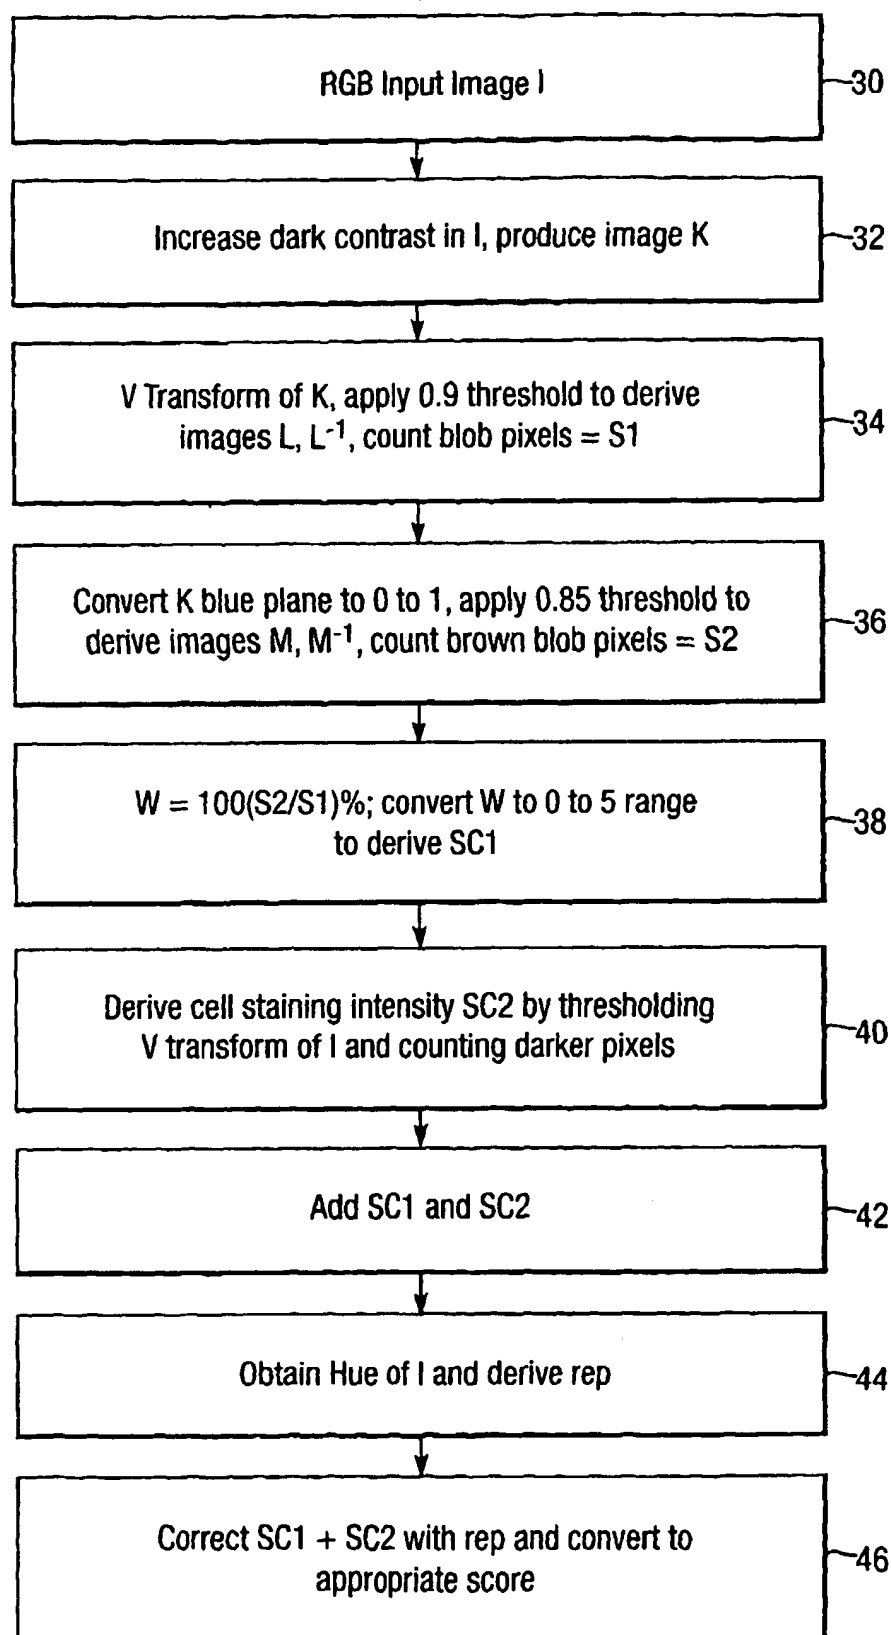 RGB Input Image I
30
Increase dark contrast in I, produce image K
32
V Transform of K, apply 0.9 threshold to derive
images L, L⁻¹, count blob pixels = S1
34
Convert K blue plane to 0 to 1, apply 0.85 threshold to
derive images M, M⁻¹, count brown blob pixels = S2
36
W = 100(S2/S1)%; convert W to 0 to 5 range
to derive SC1
38
Derive cell staining intensity SC2 by thresholding
V transform of I and counting darker pixels
40
Add SC1 and SC2
42
Obtain Hue of I and derive rep
44
Correct SC1 + SC2 with rep and convert to
appropriate score
46